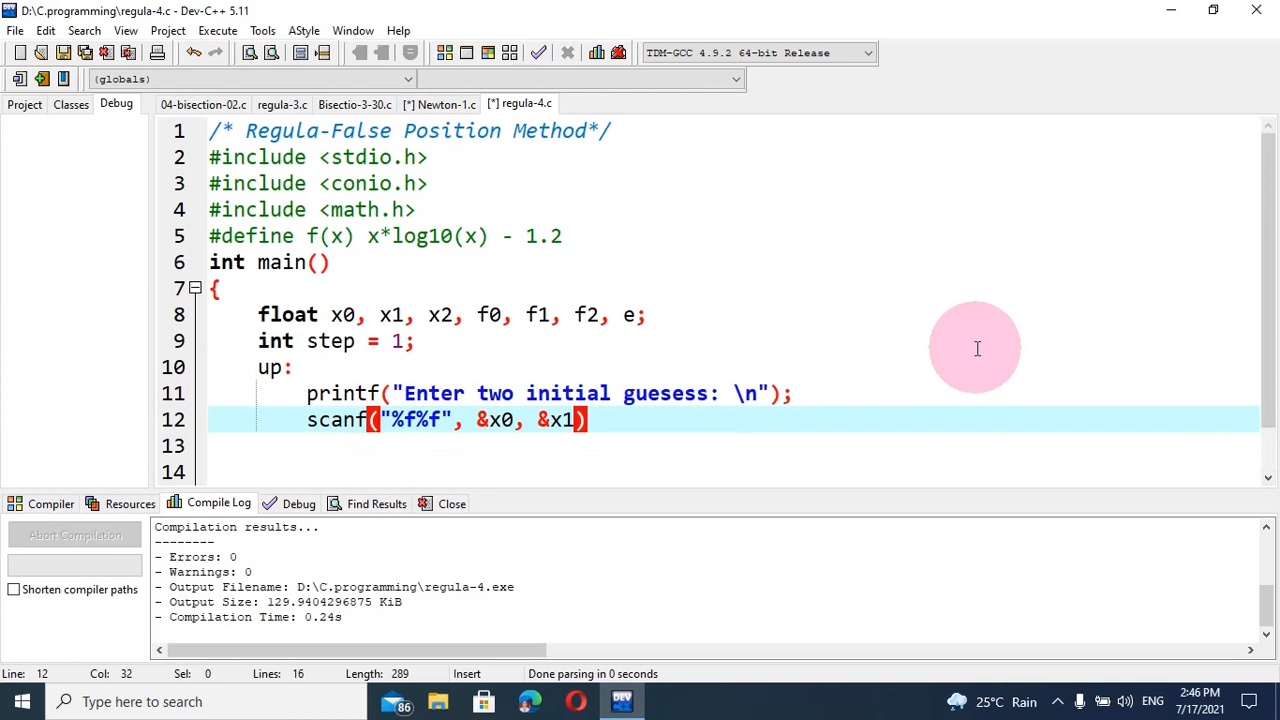 D:\C.programming\regula-4.c - Dev-C++ 5.11
File Edit Search View Project Execute Tools AStyle Window Help
TDM-GCC 4.9.2 64-bit Release
(globals)
Project Classes Debug 04-bisection-02.c regula-3.c Bisectio-3-30.c [*] Newton-1.c [*] regula-4.c
1 /* Regula-False Position Method*/
2 #include <stdio.h>
3 #include <conio.h>
4 #include <math.h>
5 #define f(x) x*log10(x) - 1.2
6 int main()
7 {
8 float x0, x1, x2, f0, f1, f2, e;
9 int step = 1;
10 up:
11 printf("Enter two initial guesess: \n");
12 scanf("%f%f", &x0, &x1)
13
14
Compiler Resources Compile Log Debug Find Results Close
Abort Compilation
Shorten compiler paths
Compilation results...
--------
- Errors: 0
- Warnings: 0
- Output Filename: D:\C.programming\regula-4.exe
- Output Size: 129.9404296875 KiB
- Compilation Time: 0.24s
Line: 12 Col: 32 Sel: 0 Lines: 16 Length: 289 Insert Done parsing in 0 seconds
Type here to search 86 DEV 25°C Rain ENG 2:46 PM
7/17/2021